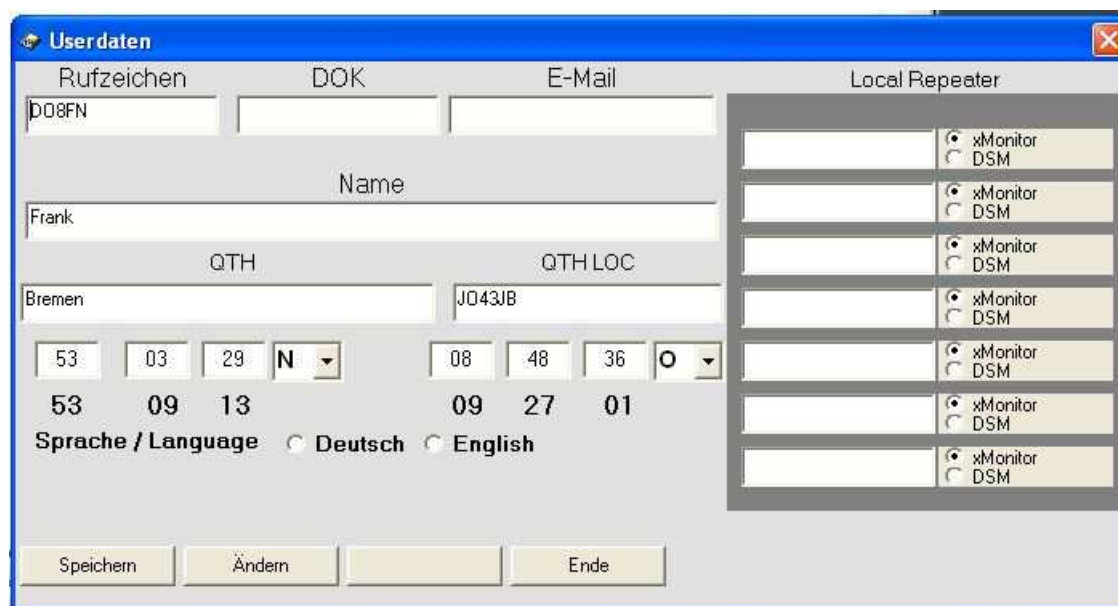 Userdaten
Rufzeichen DOK E-Mail Local Repeater
DO8FN
xMonitor
DSM
Name
xMonitor
DSM
Frank
QTH QTH LOC
xMonitor
DSM
Bremen JO43JB
xMonitor
DSM
53 03 29 N 08 48 36 O
xMonitor
DSM
53 09 13 09 27 01
xMonitor
DSM
Sprache / Language Deutsch English
xMonitor
DSM
Speichern Ändern Ende